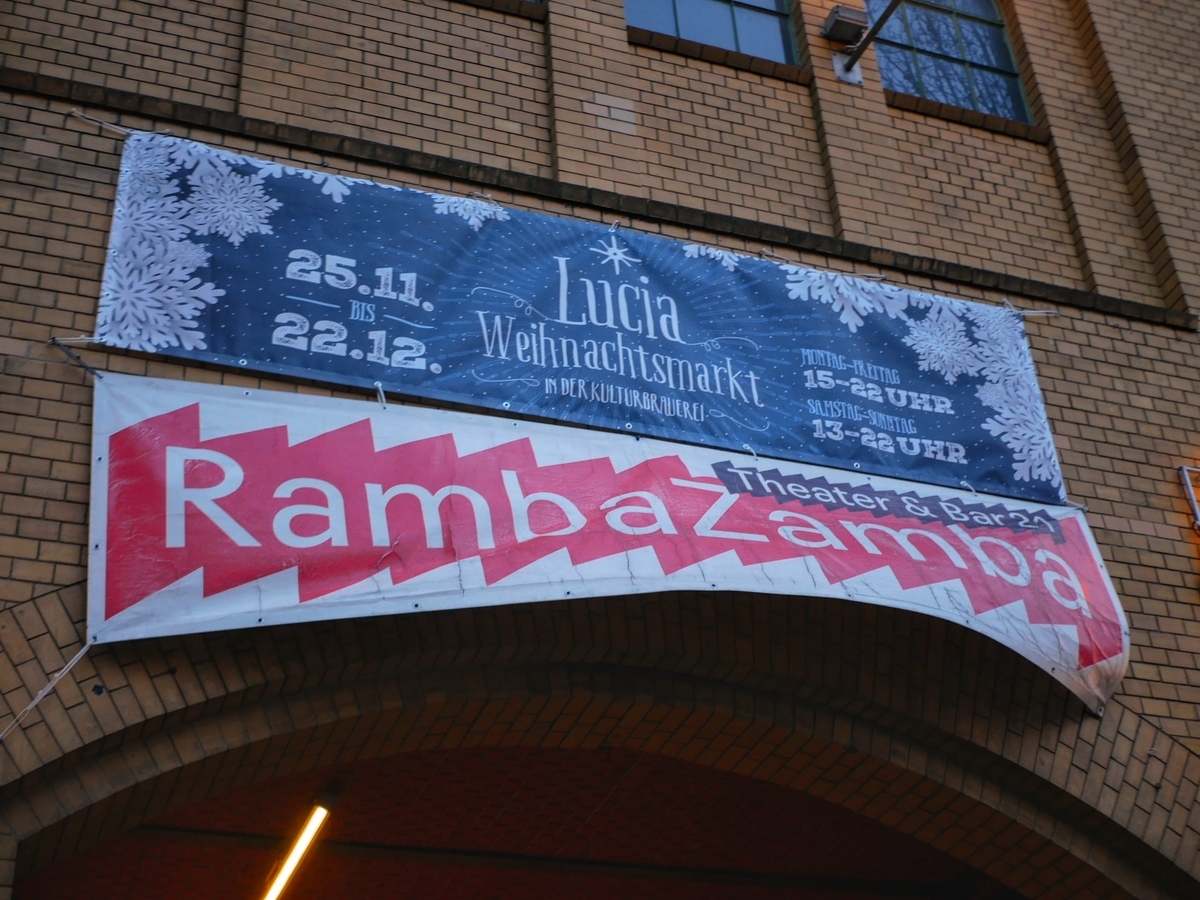 25.11.
BIS
22.12.
Lucia
Weihnachtsmarkt
IN DER KULTURBRAUEREI
MONTAG-FREITAG
15-22 UHR
SAMSTAG-SONNTAG
13-22 UHR
RambaZamba
Theater & Bar